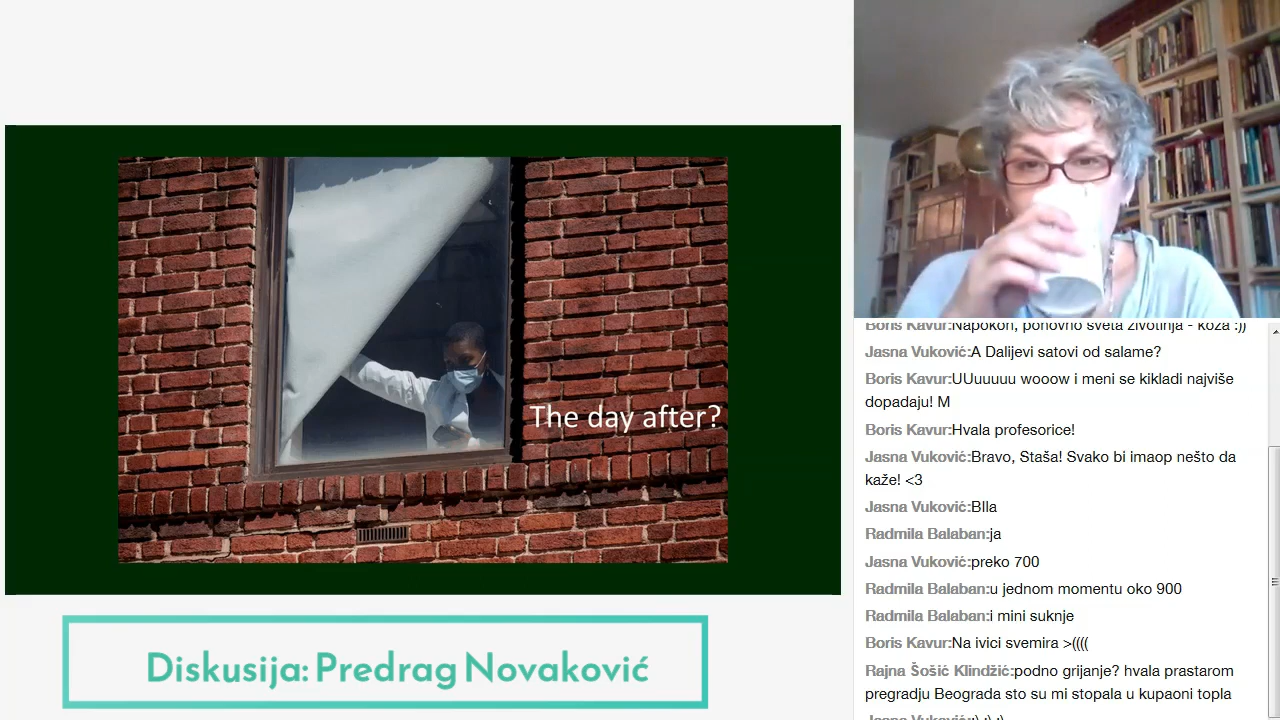 The day after?
Diskusija: Predrag Novaković
Boris Kavur:Napokon, ponovno sveta životinja - koza :))
Jasna Vuković:A Dalijevi satovi od salame?
Boris Kavur:UUuuuuu wooow i meni se kikladi najviše
dopadaju! M
Boris Kavur:Hvala profesorice!
Jasna Vuković:Bravo, Staša! Svako bi imaop nešto da
kaže! <3
Jasna Vuković:Blla
Radmila Balaban:ja
Jasna Vuković:preko 700
Radmila Balaban:u jednom momentu oko 900
Radmila Balaban:i mini suknje
Boris Kavur:Na ivici svemira >((((
Rajna Šošić Klindžić:podno grijanje? hvala prastarom
pregradju Beograda sto su mi stopala u kupaoni topla
Jasna Vuković::) :) :)